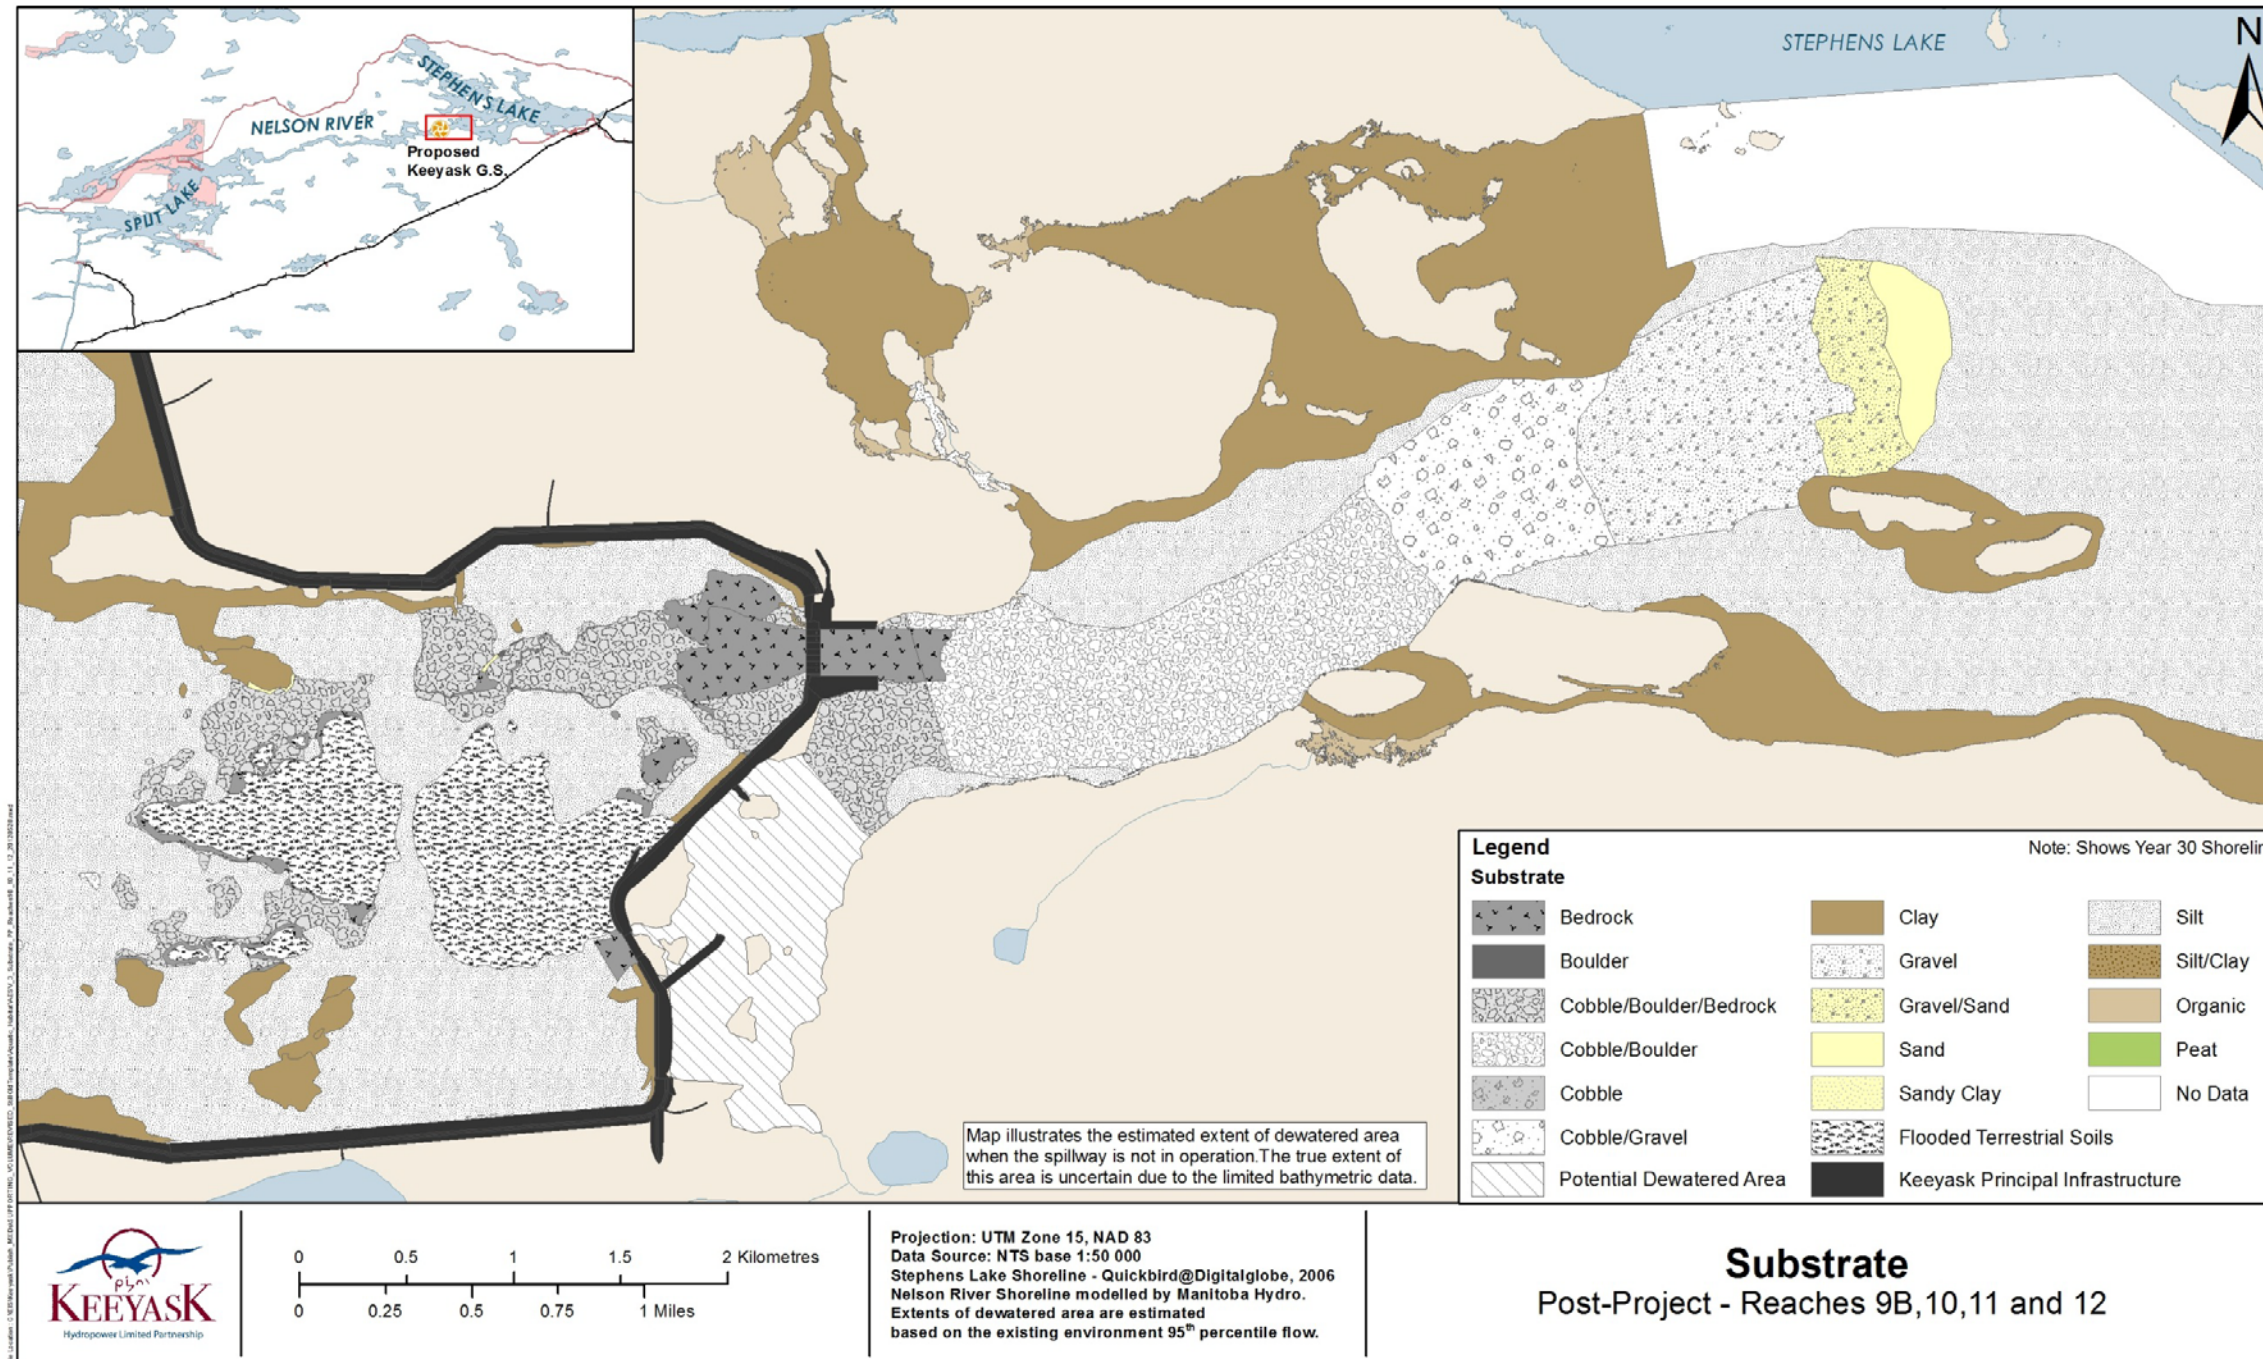 STEPHENS LAKE
N
STEPHENS LAKE
NELSON RIVER
Proposed
Keeyask G.S.
SPLIT LAKE
Legend
Note: Shows Year 30 Shorelin
Substrate
Bedrock
Clay
Silt
Boulder
Gravel
Silt/Clay
Cobble/Boulder/Bedrock
Gravel/Sand
Organic
Cobble/Boulder
Sand
Peat
Cobble
Sandy Clay
No Data
Cobble/Gravel
Flooded Terrestrial Soils
Potential Dewatered Area
Keeyask Principal Infrastructure
Map illustrates the estimated extent of dewatered area
when the spillway is not in operation.The true extent of
this area is uncertain due to the limited bathymetric data.
KEEYASK
Hydropower Limited Partnership
0 0.5 1 1.5 2 Kilometres
0 0.25 0.5 0.75 1 Miles
Projection: UTM Zone 15, NAD 83
Data Source: NTS base 1:50 000
Stephens Lake Shoreline - Quickbird@Digitalglobe, 2006
Nelson River Shoreline modelled by Manitoba Hydro.
Extents of dewatered area are estimated
based on the existing environment 95th percentile flow.
Substrate
Post-Project - Reaches 9B,10,11 and 12